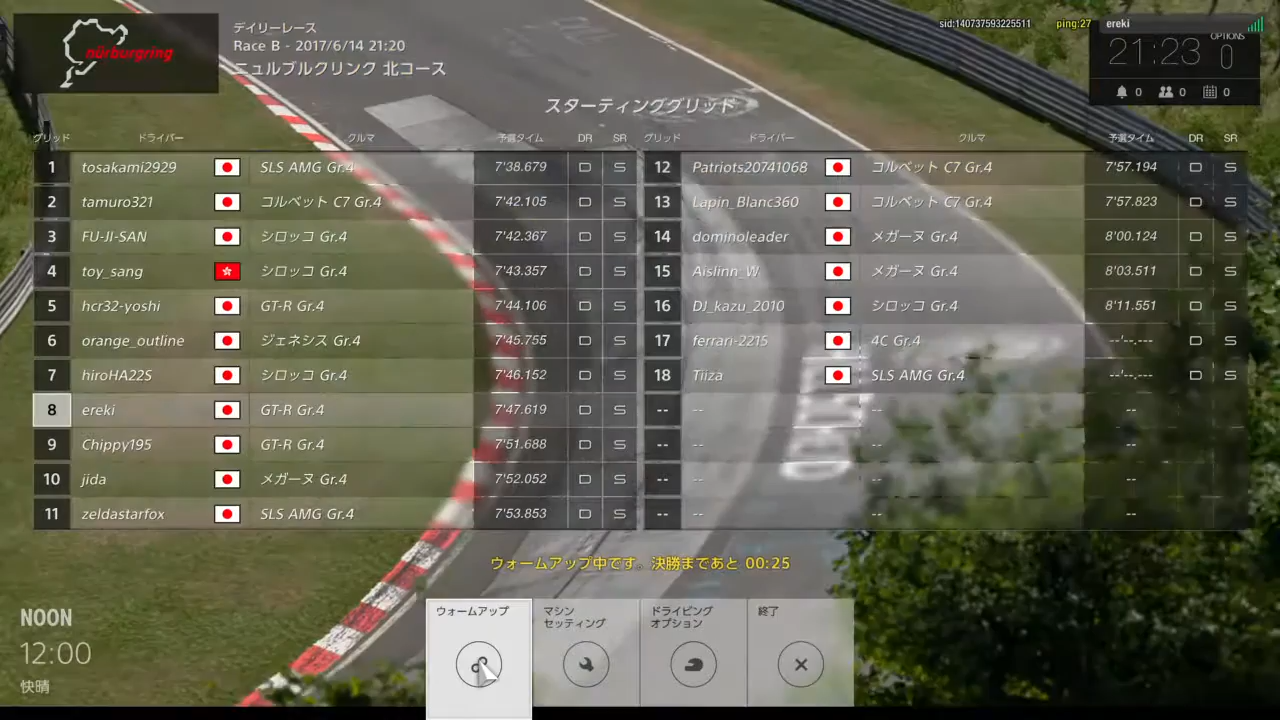 nürburgring
デイリーレース
Race B - 2017/6/14 21:20
ニュルブルクリンク 北コース
sid:140737593225511 ping:27 ereki
21:23 OPTIONS 0
0 0 0
スターティンググリッド
グリッド ドライバー クルマ 予選タイム DR SR グリッド ドライバー クルマ 予選タイム DR SR
1 tosakami2929 SLS AMG Gr.4 7'38.679 D S 12 Patriots20741068 コルベット C7 Gr.4 7'57.194 D S
2 tamuro321 コルベット C7 Gr.4 7'42.105 D S 13 Lapin_Blanc360 コルベット C7 Gr.4 7'57.823 D S
3 FU-JI-SAN シロッコ Gr.4 7'42.367 D S 14 dominoleader メガーヌ Gr.4 8'00.124 D S
4 toy_sang シロッコ Gr.4 7'43.357 D S 15 Aislinn_W. メガーヌ Gr.4 8'03.511 D S
5 hcr32-yoshi GT-R Gr.4 7'44.106 D S 16 DJ_kazu_2010 シロッコ Gr.4 8'11.551 D S
6 orange_outline ジェネシス Gr.4 7'45.755 D S 17 ferrari-2215 4C Gr.4 --'--.--- D S
7 hiroHA22S シロッコ Gr.4 7'46.152 D S 18 Tiiza SLS AMG Gr.4 --'--.--- D S
8 ereki GT-R Gr.4 7'47.619 D S -- -- -- --
9 Chippy195 GT-R Gr.4 7'51.688 D S -- -- -- --
10 jida メガーヌ Gr.4 7'52.052 D S -- -- -- --
11 zeldastarfox SLS AMG Gr.4 7'53.853 D S -- -- -- --
ウォームアップ中です。決勝まであと 00:25
NOON
12:00
快晴
ウォームアップ
マシン
セッティング
ドライビング
オプション
終了